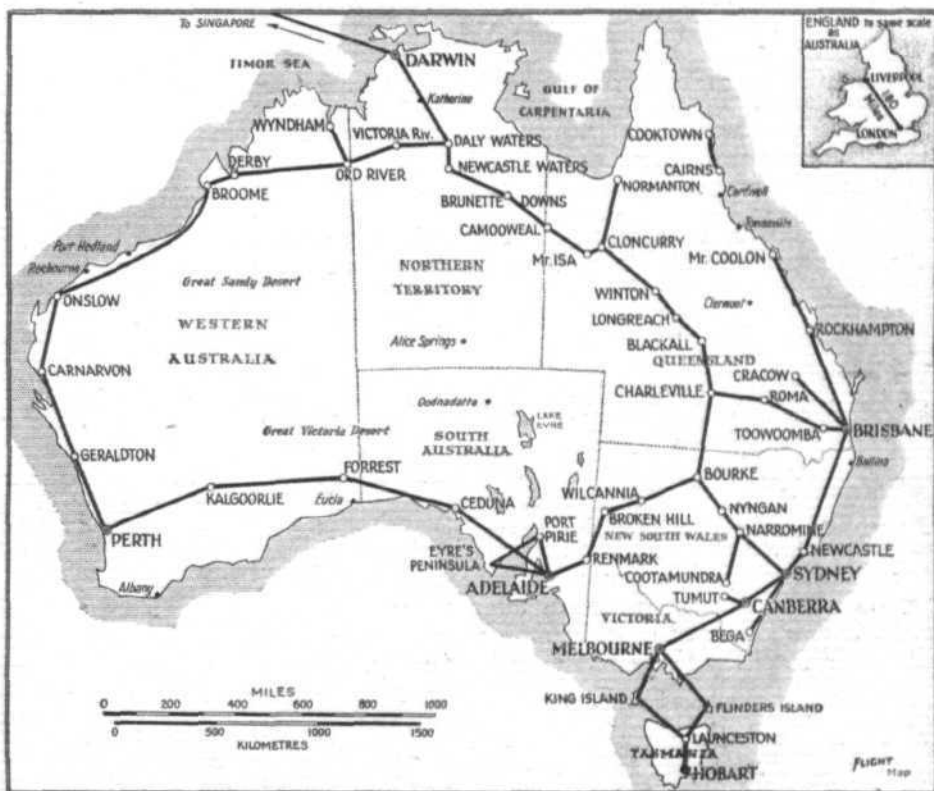 To SINGAPORE
DARWIN
TIMOR SEA
Katherine
GULF OF
CARPENTARIA
ENGLAND to same scale
as
AUSTRALIA
LIVERPOOL
180
Miles
LONDON
WYNDHAM
VICTORIA Riv.
DALY WATERS
COOKTOWN
DERBY
ORD RIVER
NEWCASTLE WATERS
CAIRNS
BROOME
NORMANTON
Cardwell
BRUNETTE DOWNS
Townsville
CAMOOWEAL
CLONCURRY
Port Hedland
MT. ISA
MT. COOLON
Roebourne
NORTHERN
TERRITORY
Great Sandy Desert
WINTON
Clermont
ONSLOW
WESTERN
AUSTRALIA
LONGREACH
ROCKHAMPTON
Alice Springs
BLACKALL
QUEENSLAND
CARNARVON
CRACOW
CHARLEVILLE
ROMA
Oodnadatta
LAKE
EYRE
TOOWOOMBA
BRISBANE
Great Victoria Desert
SOUTH
AUSTRALIA
Ballina
GERALDTON
FORREST
BOURKE
KALGOORLIE
Eucla
CEDUNA
WILCANNIA
NYNGAN
BROKEN HILL
PORT
PIRIE
NARROMINE
PERTH
NEW SOUTH WALES
NEWCASTLE
EYRE'S
PENINSULA
RENMARK
SYDNEY
ADELAIDE
COOTAMUNDRA
Albany
TUMUT
CANBERRA
VICTORIA
BEGA
MELBOURNE
MILES
0 200 400 600 800 1000
0 500 1000 1500
KILOMETRES
KING ISLAND
FLINDERS ISLAND
LAUNCESTON
TASMANIA
HOBART
FLIGHT
Map